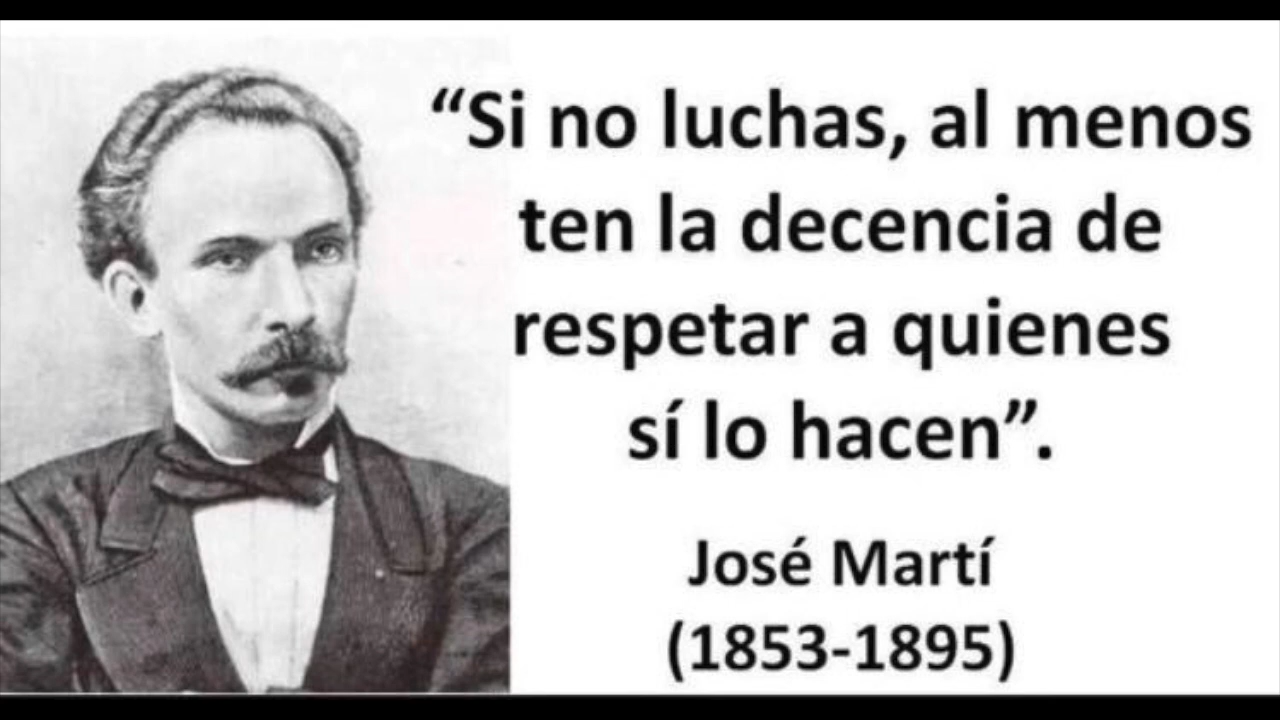 “Si no luchas, al menos
ten la decencia de
respetar a quienes
sí lo hacen”.
José Martí
(1853-1895)